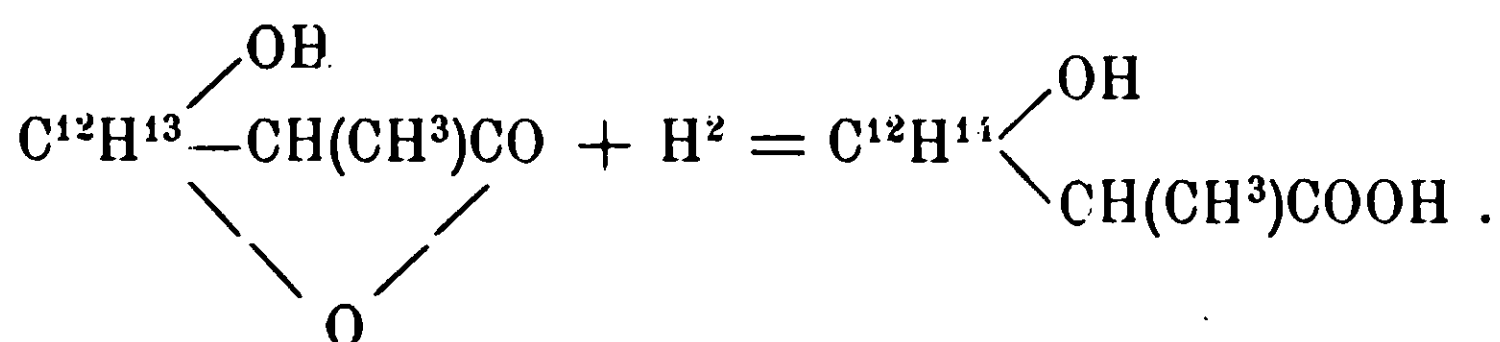 OH
OH
C¹²H¹³—CH(CH³)CO + H² = C¹²H¹⁴
CH(CH³)COOH .
O